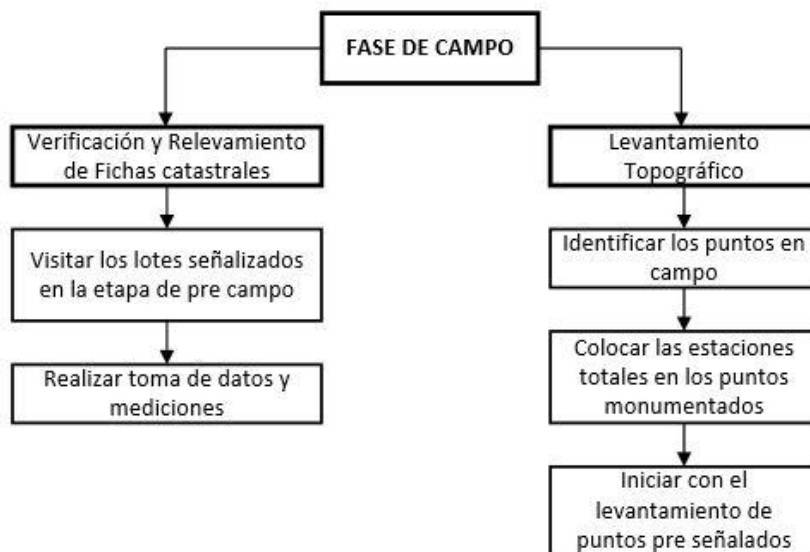 FASE DE CAMPO
Verificación y Relevamiento
de Fichas catastrales
Visitar los lotes señalizados
en la etapa de pre campo
Realizar toma de datos y
mediciones
Levantamiento
Topográfico
Identificar los puntos en
campo
Colocar las estaciones
totales en los puntos
monumentados
Iniciar con el
levantamiento de
puntos pre señalados